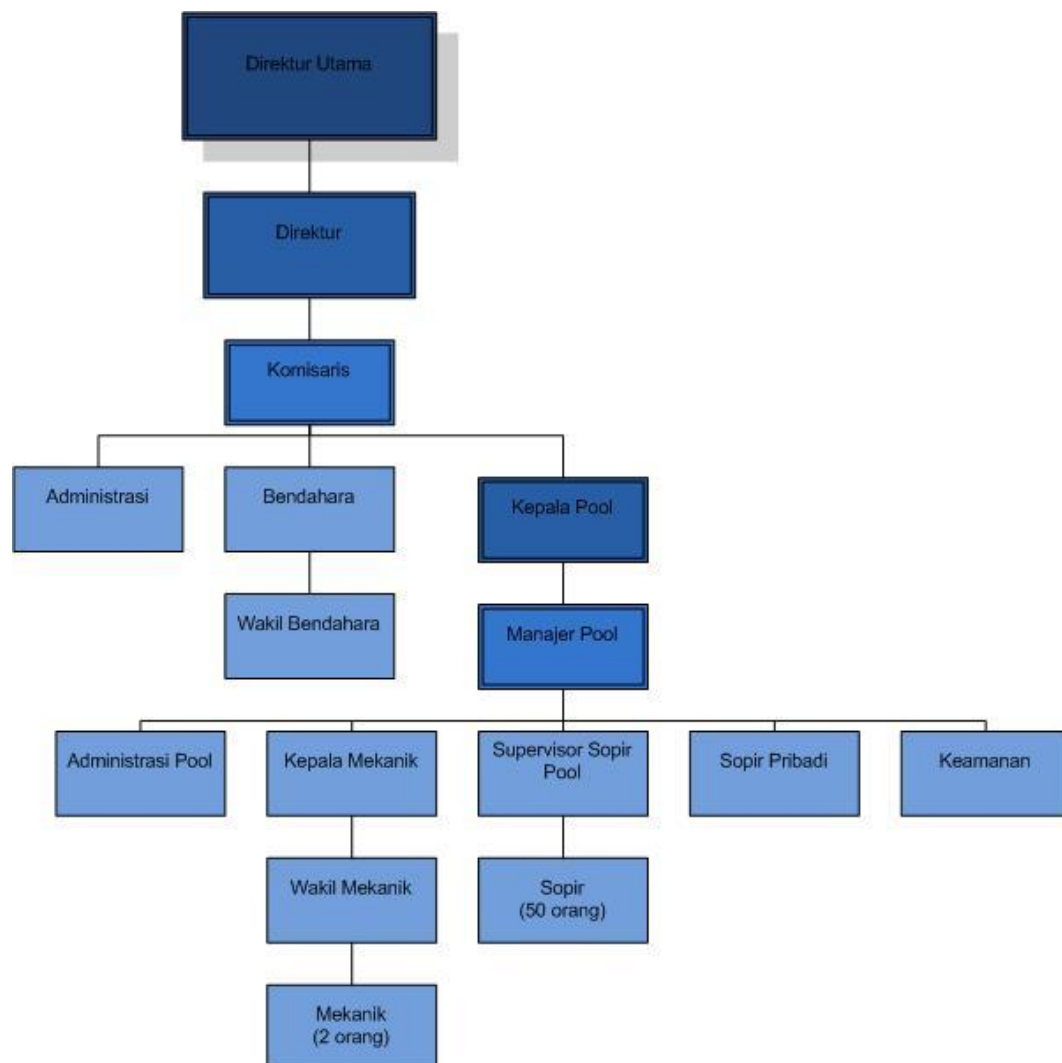 Direktur Utama
Direktur
Komisaris
Administrasi
Bendahara
Kepala Pool
Wakil Bendahara
Manajer Pool
Administrasi Pool
Kepala Mekanik
Supervisor Sopir
Pool
Sopir Pribadi
Keamanan
Wakil Mekanik
Sopir
(50 orang)
Mekanik
(2 orang)